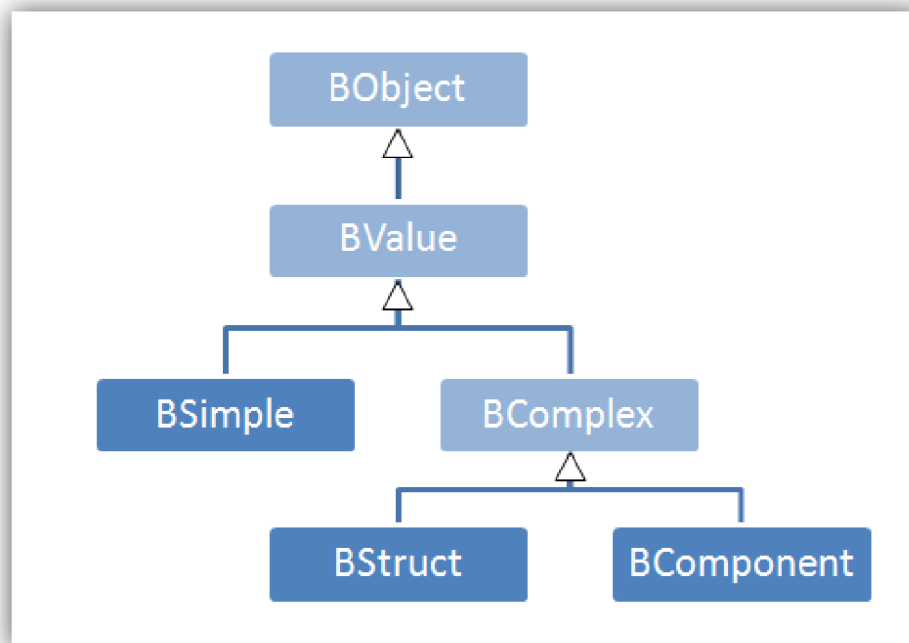 BObject
BValue
BSimple
BComplex
BStruct
BComponent